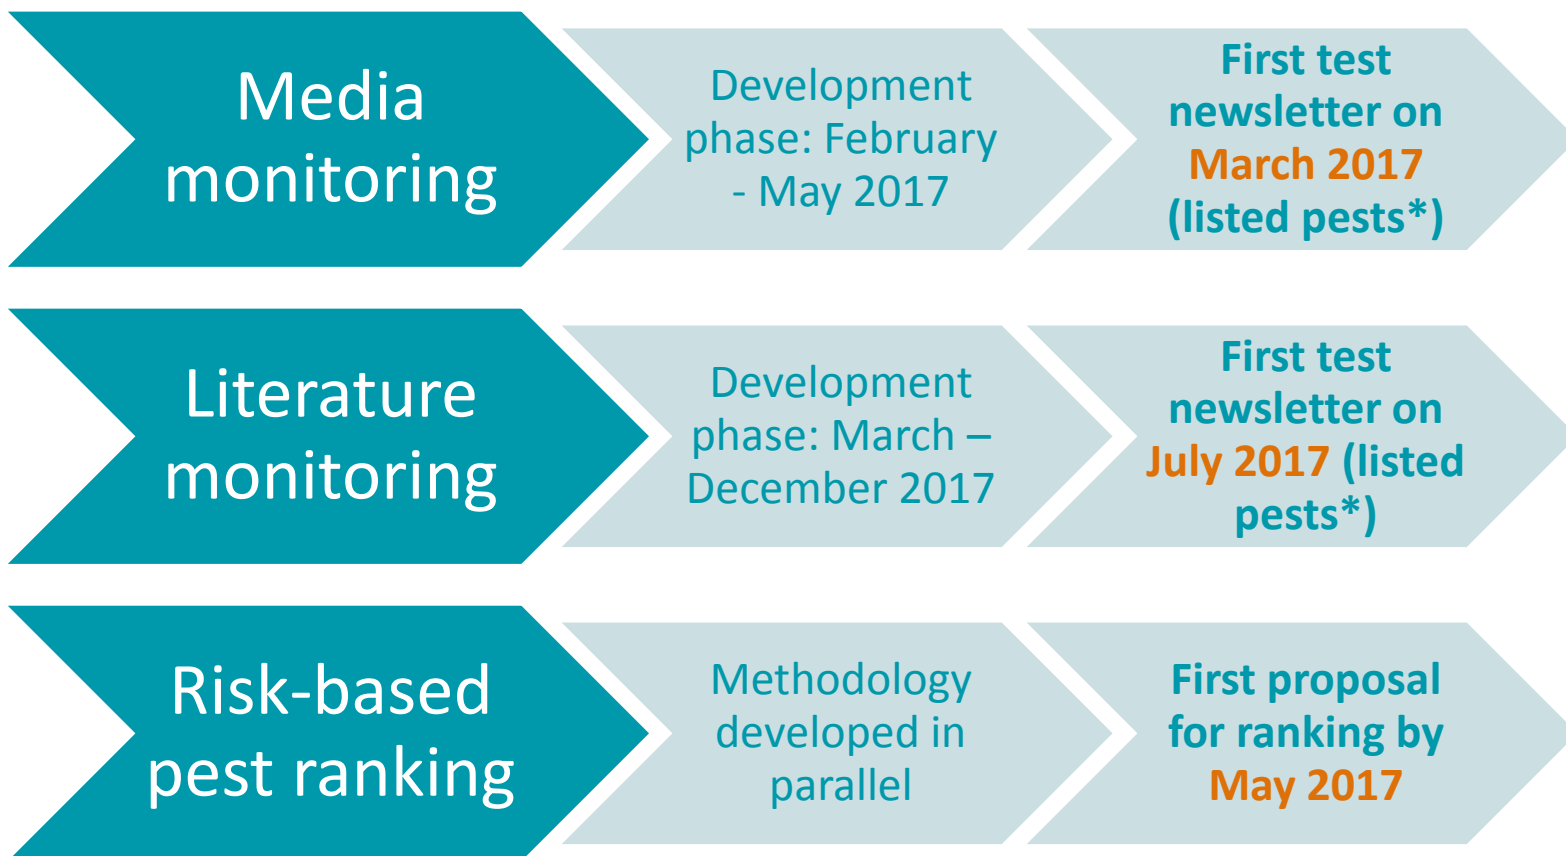 Media
monitoring
Development
phase: February
- May 2017
First test
newsletter on
March 2017
(listed pests*)
Literature
monitoring
Development
phase: March –
December 2017
First test
newsletter on
July 2017 (listed
pests*)
Risk-based
pest ranking
Methodology
developed in
parallel
First proposal
for ranking by
May 2017